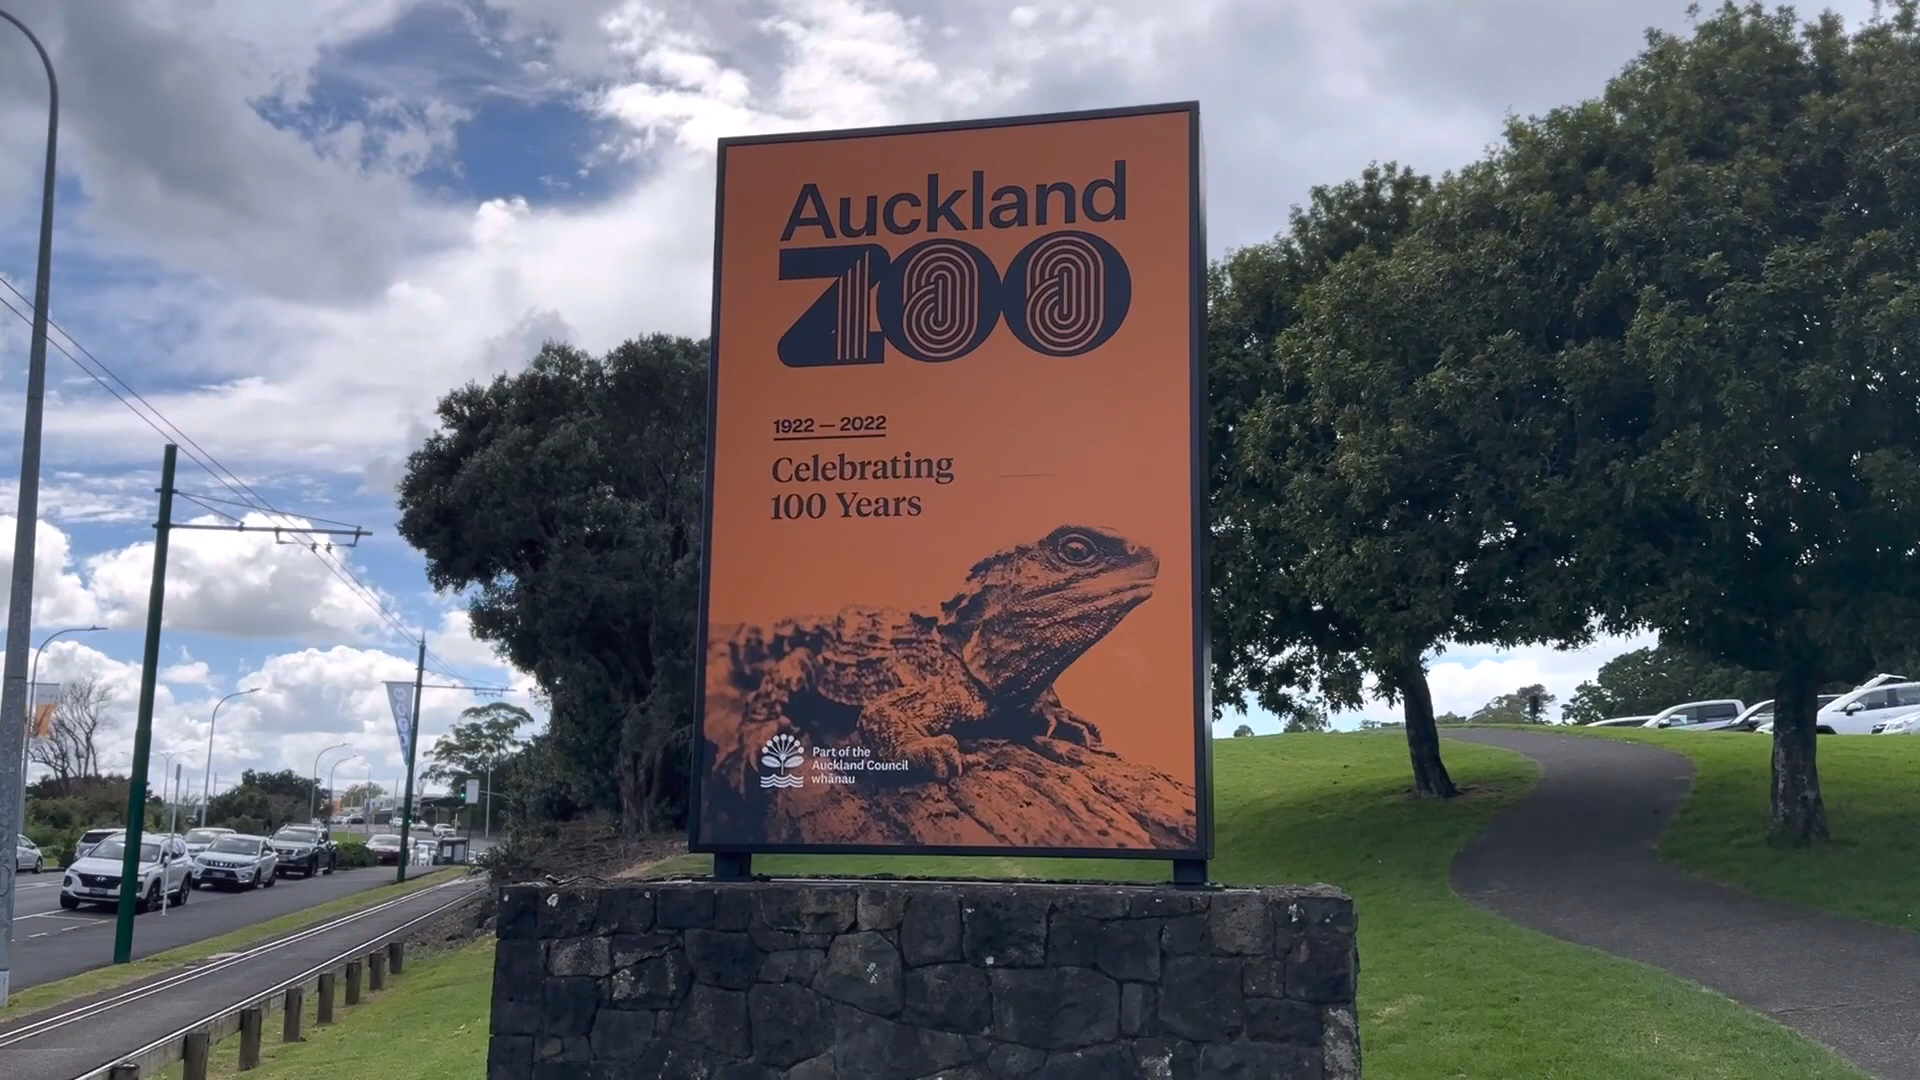 Auckland
ZOO
1922 — 2022
Celebrating
100 Years
Part of the
Auckland Council
whānau